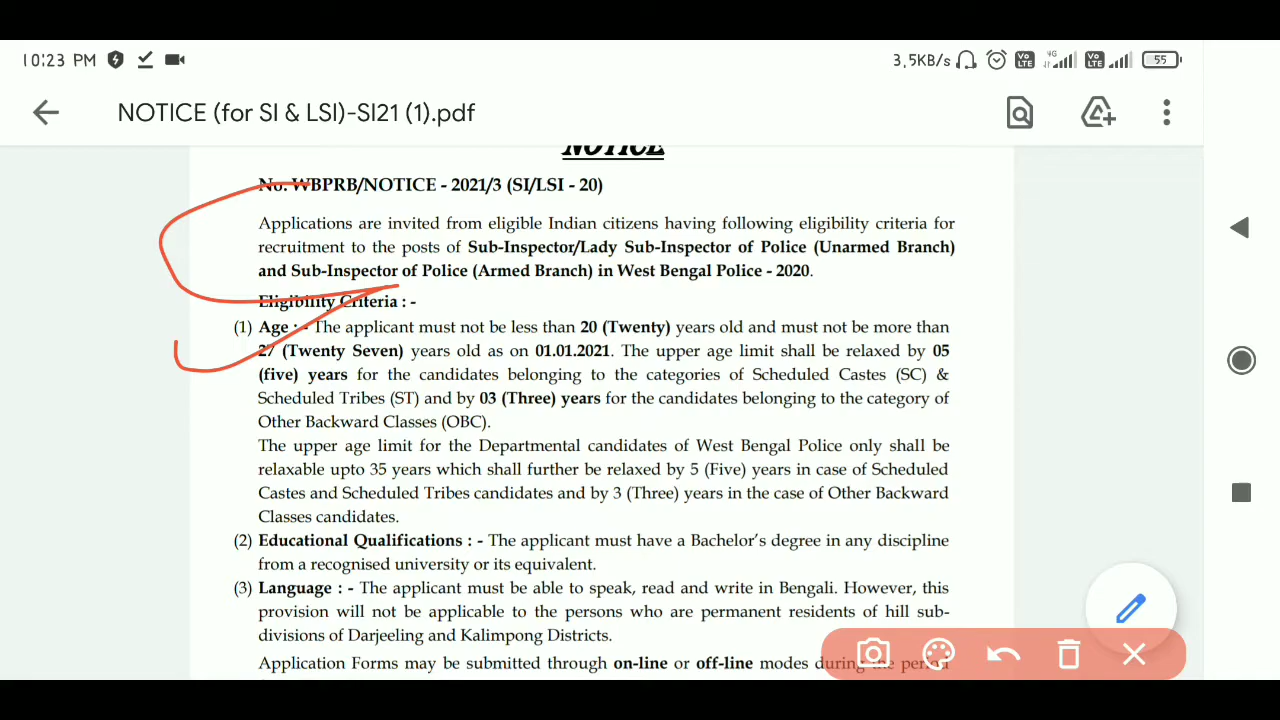 10:23 PM
3,5KB/s
Vo LTE
4G
Vo LTE
55
NOTICE (for SI & LSI)-SI21 (1).pdf
NOTICE
No. WBPRB/NOTICE - 2021/3 (SI/LSI - 20)
Applications are invited from eligible Indian citizens having following eligibility criteria for
recruitment to the posts of Sub-Inspector/Lady Sub-Inspector of Police (Unarmed Branch)
and Sub-Inspector of Police (Armed Branch) in West Bengal Police - 2020.
Eligibility Criteria : -
(1) Age : - The applicant must not be less than 20 (Twenty) years old and must not be more than
27 (Twenty Seven) years old as on 01.01.2021. The upper age limit shall be relaxed by 05
(five) years for the candidates belonging to the categories of Scheduled Castes (SC) &
Scheduled Tribes (ST) and by 03 (Three) years for the candidates belonging to the category of
Other Backward Classes (OBC).
The upper age limit for the Departmental candidates of West Bengal Police only shall be
relaxable upto 35 years which shall further be relaxed by 5 (Five) years in case of Scheduled
Castes and Scheduled Tribes candidates and by 3 (Three) years in the case of Other Backward
Classes candidates.
(2) Educational Qualifications : - The applicant must have a Bachelor's degree in any discipline
from a recognised university or its equivalent.
(3) Language : - The applicant must be able to speak, read and write in Bengali. However, this
provision will not be applicable to the persons who are permanent residents of hill sub-
divisions of Darjeeling and Kalimpong Districts.
Application Forms may be submitted through on-line or off-line modes during the period